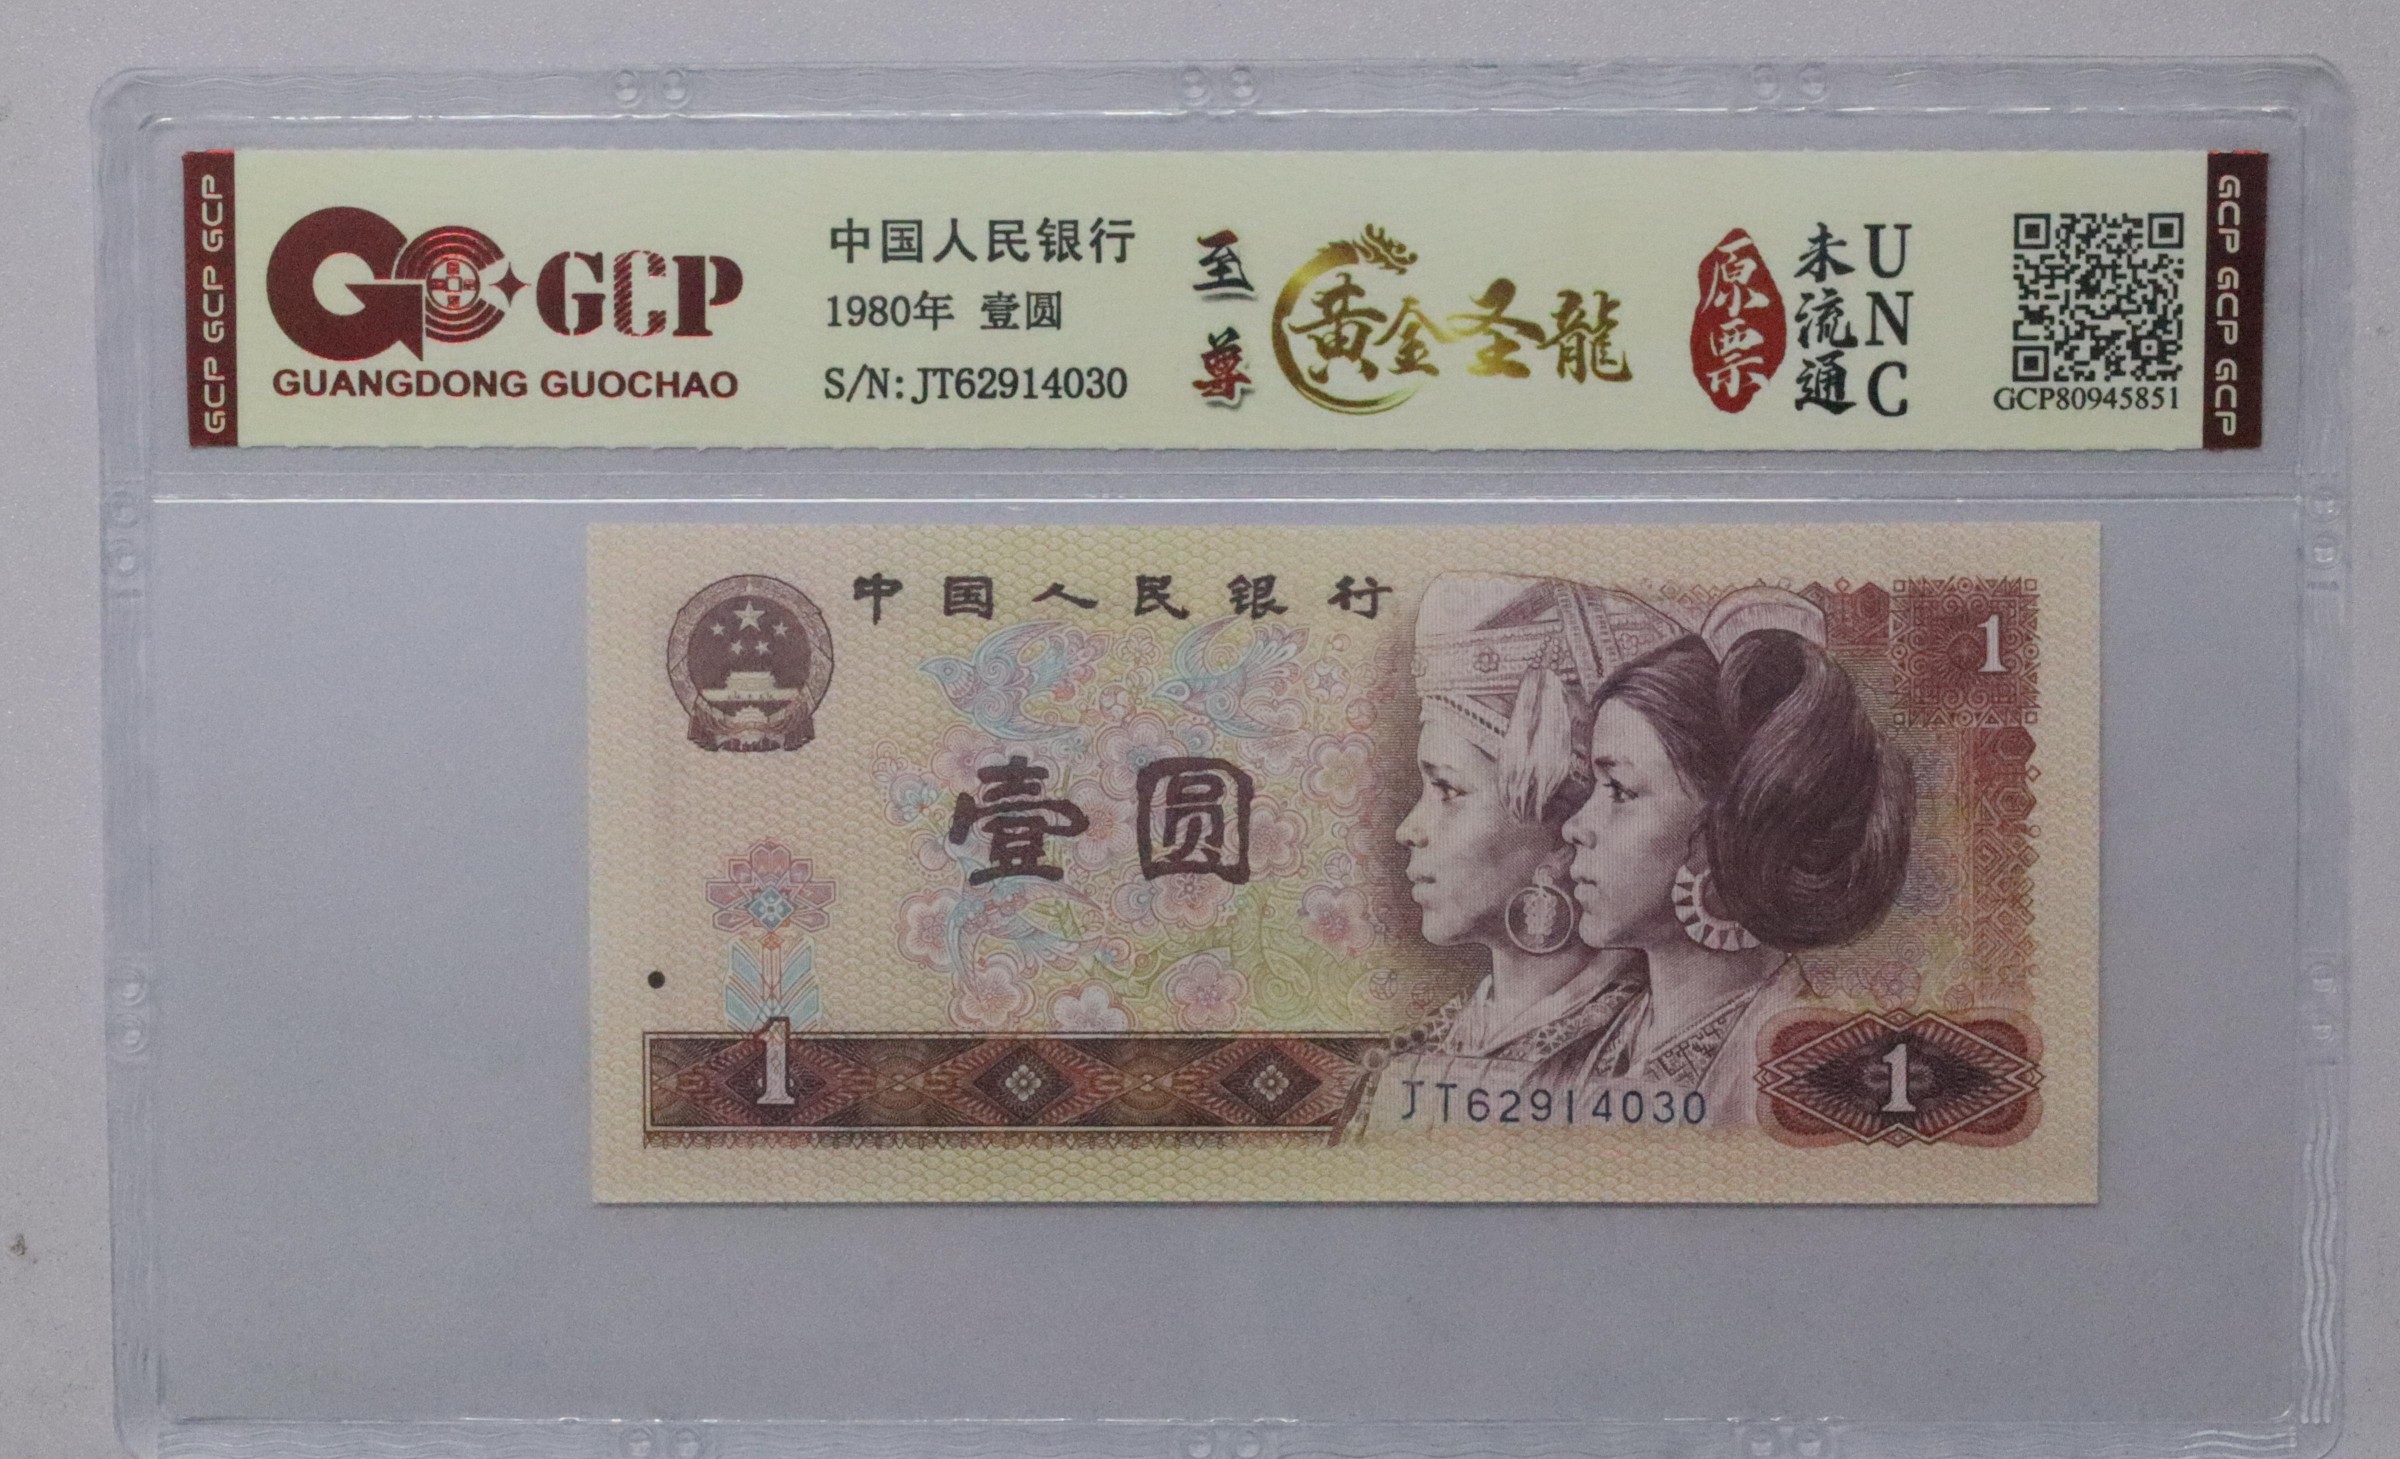 GCP GCP GCP
GCP
GUANGDONG GUOCHAO
中国人民银行
1980年 壹圆
S/N: JT62914030
至尊
黄金圣龍
原票
未流通
UNC
GCP80945851
GCP GCP GCP
中国人民银行
1
壹圆
1
JT62914030
1